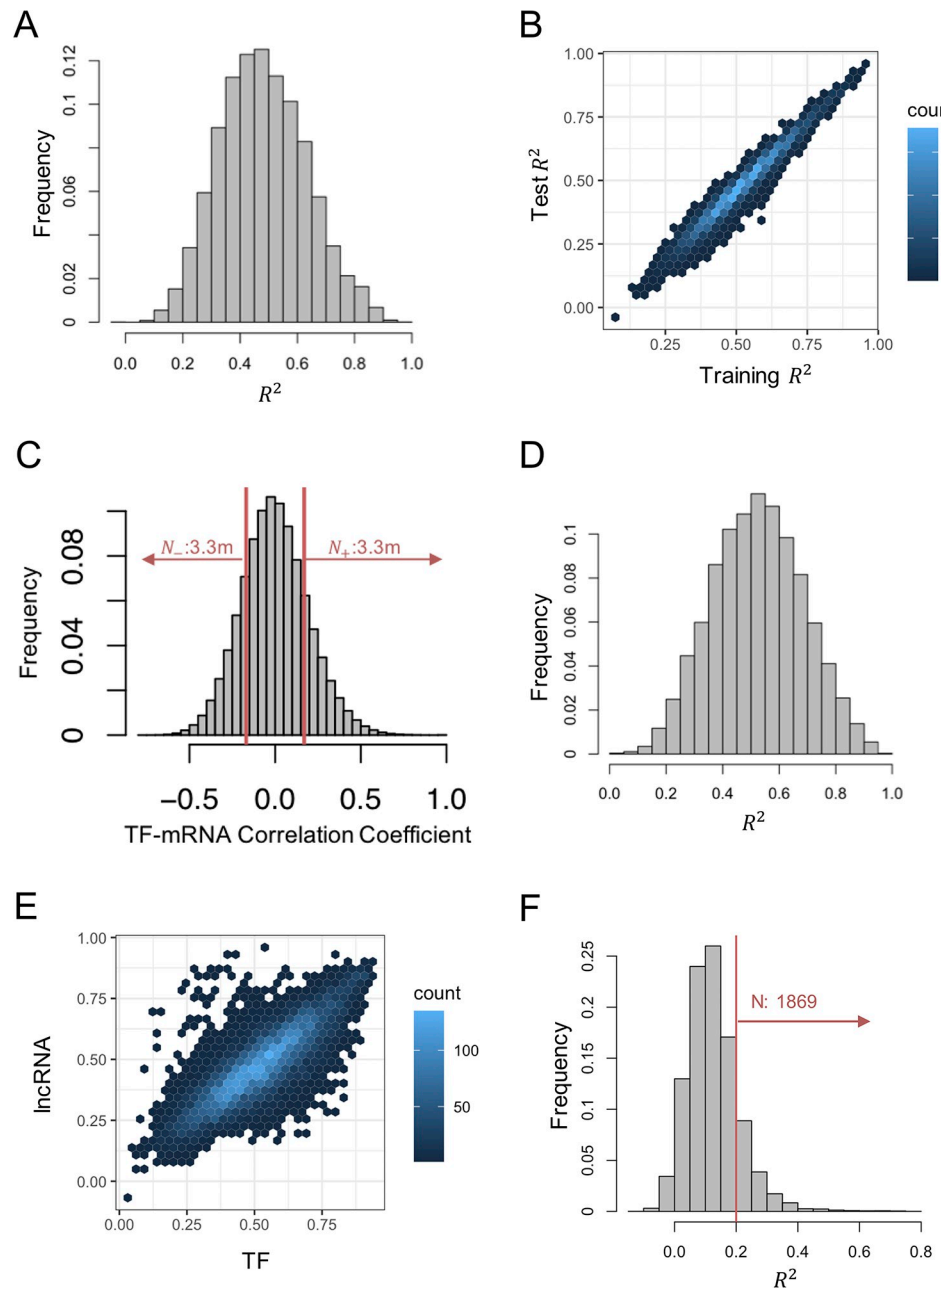 A
Frequency
0.12
0.1
0.06
0.02
0
0.0 0.2 0.4 0.6 0.8 1.0
R²
B
Test R²
1.00
0.75
0.50
0.25
0.00
0.25 0.50 0.75 1.00
Training R²
C
Frequency
0.08
0.04
0
N₋:3.3m
N₊:3.3m
−0.5 0.0 0.5 1.0
TF-mRNA Correlation Coefficient
D
Frequency
0.1
0.08
0.06
0.04
0.02
0
0.0 0.2 0.4 0.6 0.8 1.0
R²
E
lncRNA
1.00
0.75
0.50
0.25
0.00
0.00 0.25 0.50 0.75
TF
count
100
50
F
Frequency
0.25
0.2
0.15
0.1
0.05
0
N: 1869
0.0 0.2 0.4 0.6 0.8
R²